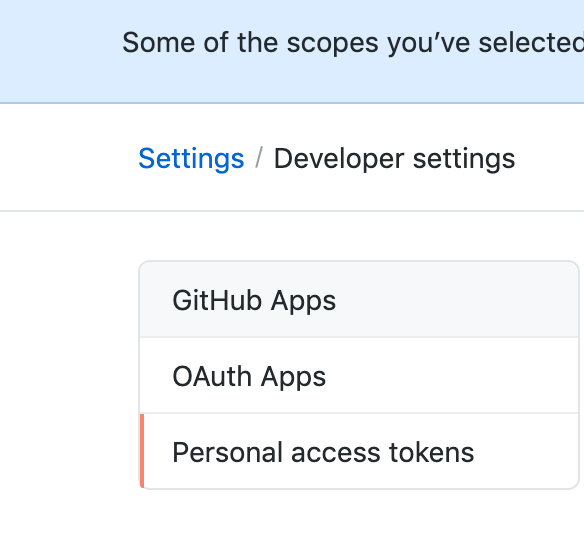 Some of the scopes you’ve selected
Settings / Developer settings
GitHub Apps
OAuth Apps
Personal access tokens